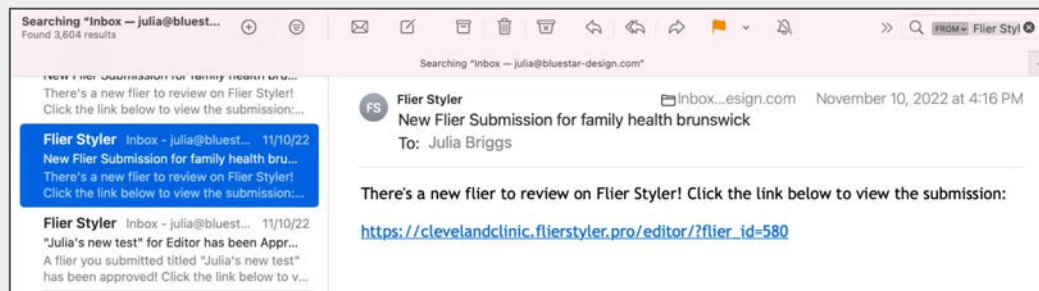 Searching "Inbox — julia@bluest...
Found 3,604 results
FROM Flier Styl
Searching "Inbox — julia@bluestar-design.com"
New Flier Submission for family health bru...
There's a new flier to review on Flier Styler!
Click the link below to view the submission:...
Flier Styler Inbox - julia@bluest... 11/10/22
New Flier Submission for family health bru...
There's a new flier to review on Flier Styler!
Click the link below to view the submission:...
Flier Styler Inbox - julia@bluest... 11/10/22
"Julia's new test" for Editor has been Appr...
A flier you submitted titled "Julia's new test"
has been approved! Click the link below to v...
FS
Flier Styler Inbox...esign.com November 10, 2022 at 4:16 PM
New Flier Submission for family health brunswick
To: Julia Briggs
There's a new flier to review on Flier Styler! Click the link below to view the submission:
https://clevelandclinic.flierstyler.pro/editor/?flier_id=580